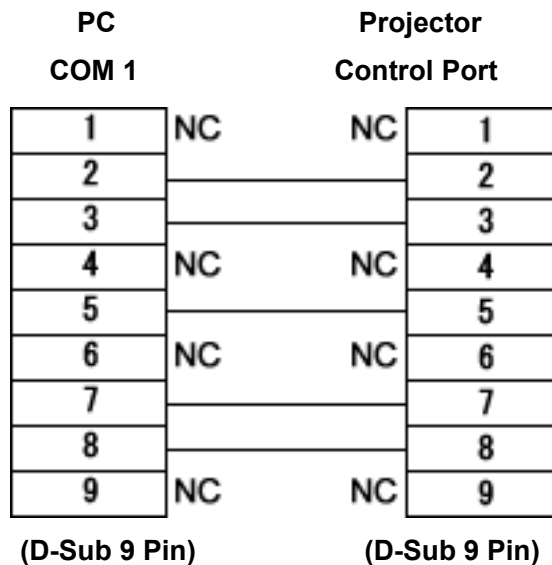 PC Projector
COM 1 Control Port
1 NC NC 1
2 2
3 3
4 NC NC 4
5 5
6 NC NC 6
7 7
8 8
9 NC NC 9
(D-Sub 9 Pin) (D-Sub 9 Pin)